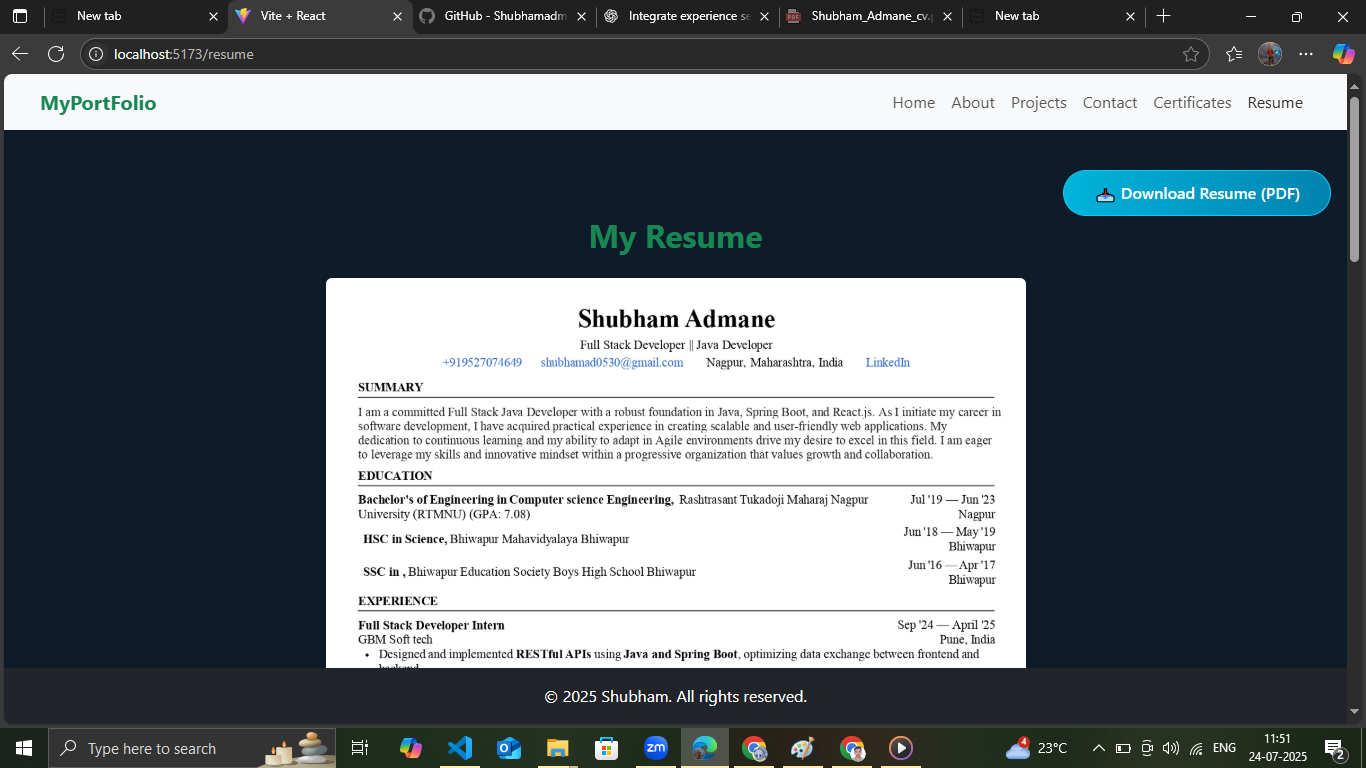 New tab
Vite + React
GitHub - Shubhamadm
Integrate experience se
Shubham_Admane_cv.p
New tab
localhost:5173/resume
MyPortFolio
Home About Projects Contact Certificates Resume
Download Resume (PDF)
My Resume
Shubham Admane
Full Stack Developer || Java Developer
+919527074649 shubhamad0530@gmail.com Nagpur, Maharashtra, India LinkedIn
SUMMARY
I am a committed Full Stack Java Developer with a robust foundation in Java, Spring Boot, and React.js. As I initiate my career in
software development, I have acquired practical experience in creating scalable and user-friendly web applications. My
dedication to continuous learning and my ability to adapt in Agile environments drive my desire to excel in this field. I am eager
to leverage my skills and innovative mindset within a progressive organization that values growth and collaboration.
EDUCATION
Bachelor's of Engineering in Computer science Engineering, Rashtrasant Tukadoji Maharaj Nagpur Jul '19 — Jun '23
University (RTMNU) (GPA: 7.08) Nagpur
HSC in Science, Bhiwapur Mahavidyalaya Bhiwapur Jun '18 — May '19
Bhiwapur
SSC in , Bhiwapur Education Society Boys High School Bhiwapur Jun '16 — Apr '17
Bhiwapur
EXPERIENCE
Full Stack Developer Intern Sep '24 — April '25
GBM Soft tech Pune, India
• Designed and implemented RESTful APIs using Java and Spring Boot, optimizing data exchange between frontend and
backend
© 2025 Shubham. All rights reserved.
Type here to search
zm
4
23°C
ENG
11:51
24-07-2025
2